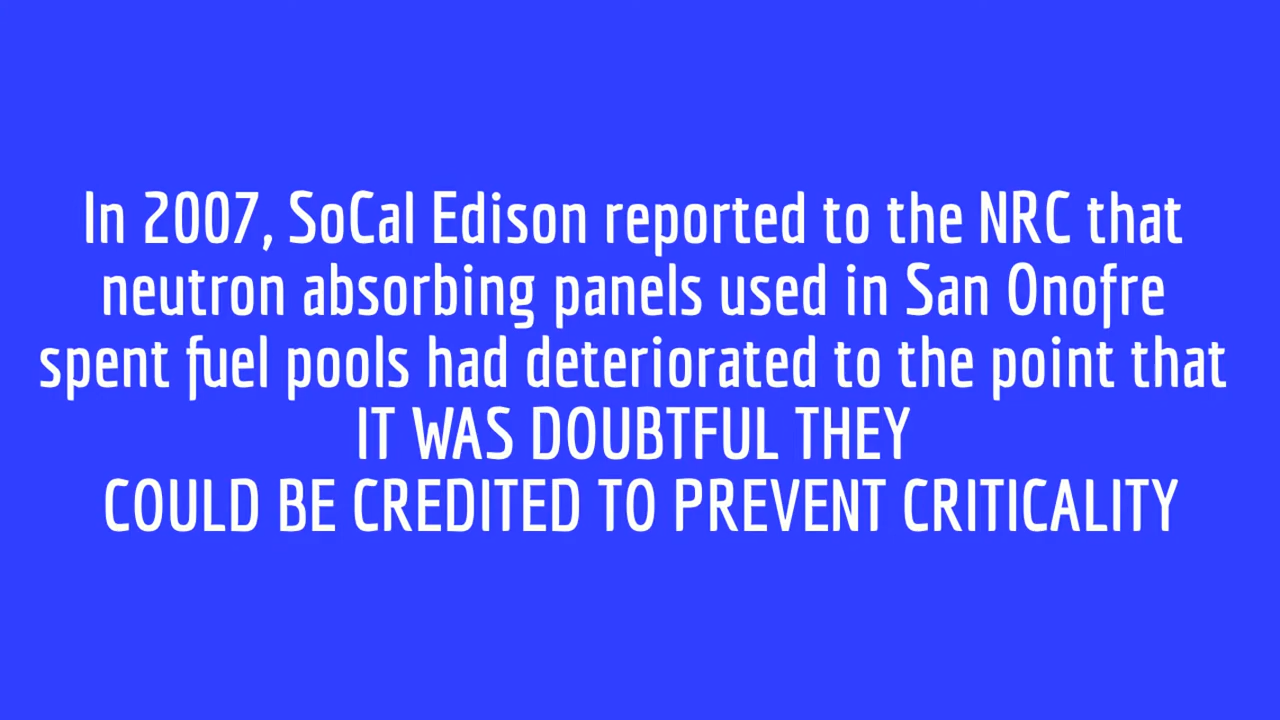 In 2007, SoCal Edison reported to the NRC that
neutron absorbing panels used in San Onofre
spent fuel pools had deteriorated to the point that
IT WAS DOUBTFUL THEY
COULD BE CREDITED TO PREVENT CRITICALITY